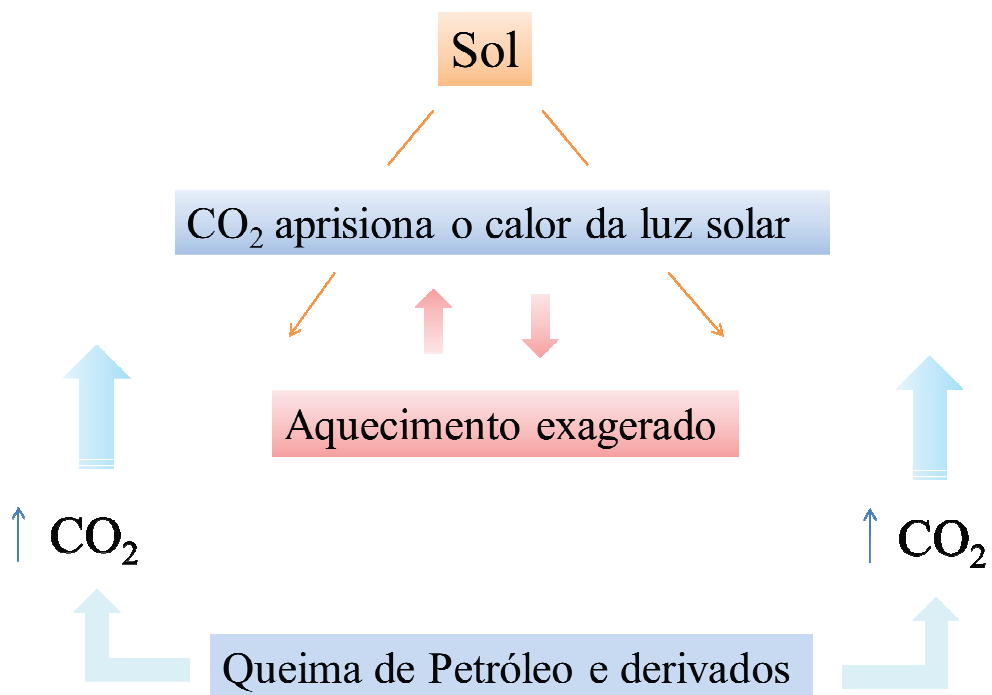 Sol
CO₂ aprisiona o calor da luz solar
Aquecimento exagerado
↑ CO₂
↑ CO₂
Queima de Petróleo e derivados